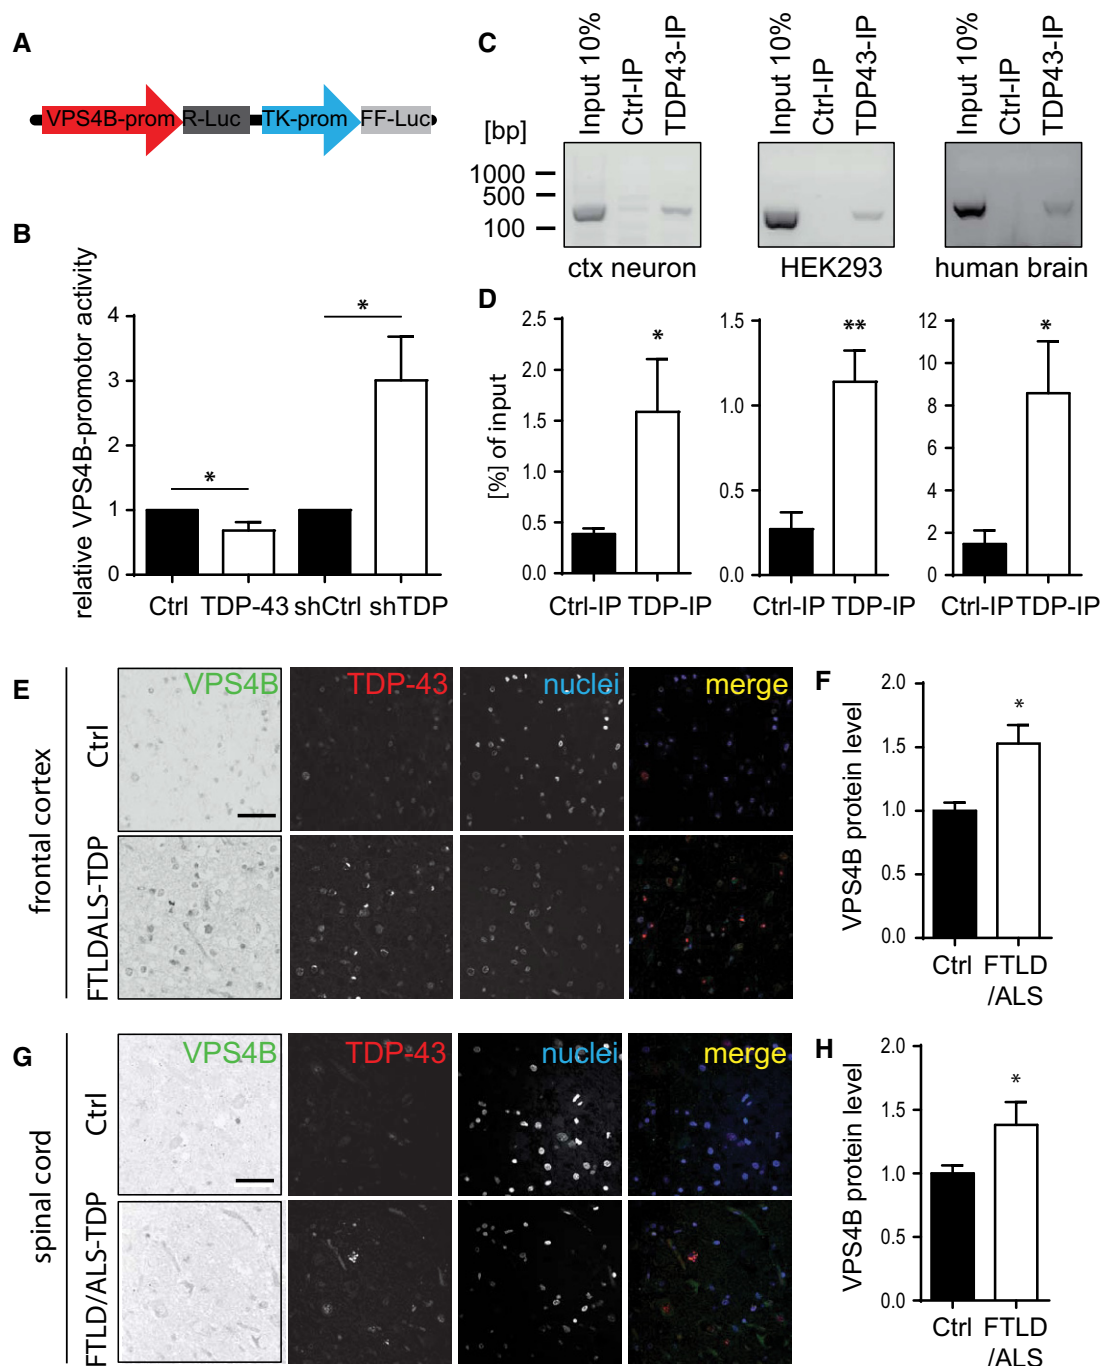 A
VPS4B-prom R-Luc TK-prom FF-Luc
B
relative VPS4B-promotor activity
4
3
2
1
0
*
*
Ctrl TDP-43 shCtrl shTDP
C
Input 10% Ctrl-IP TDP43-IP
Input 10% Ctrl-IP TDP43-IP
Input 10% Ctrl-IP TDP43-IP
[bp]
1000
500
100
ctx neuron
HEK293
human brain
D
[%] of input
2.5
2.0
1.5
1.0
0.5
0.0
*
Ctrl-IP TDP-IP
1.5
1.0
0.5
0.0
**
Ctrl-IP TDP-IP
12
10
8
6
4
2
0
*
Ctrl-IP TDP-IP
E
frontal cortex
Ctrl
FTLDALS-TDP
VPS4B TDP-43 nuclei merge
F
VPS4B protein level
2.0
1.5
1.0
0.5
0.0
*
Ctrl FTLD
/ALS
G
spinal cord
Ctrl
FTLD/ALS-TDP
VPS4B TDP-43 nuclei merge
H
VPS4B protein level
2.0
1.5
1.0
0.5
0.0
*
Ctrl FTLD
/ALS